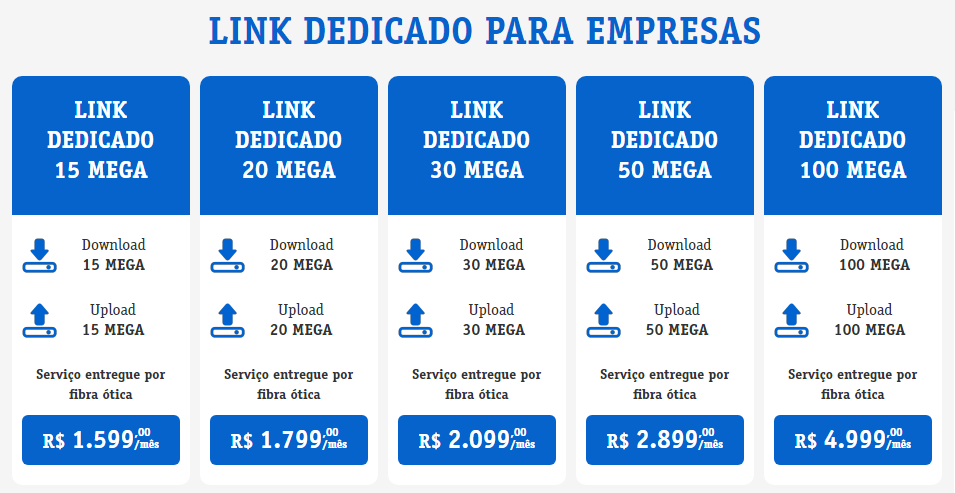 LINK DEDICADO PARA EMPRESAS
LINK
DEDICADO
15 MEGA
Download
15 MEGA
Upload
15 MEGA
Serviço entregue por
fibra ótica
R$ 1.599,00/mês
LINK
DEDICADO
20 MEGA
Download
20 MEGA
Upload
20 MEGA
Serviço entregue por
fibra ótica
R$ 1.799,00/mês
LINK
DEDICADO
30 MEGA
Download
30 MEGA
Upload
30 MEGA
Serviço entregue por
fibra ótica
R$ 2.099,00/mês
LINK
DEDICADO
50 MEGA
Download
50 MEGA
Upload
50 MEGA
Serviço entregue por
fibra ótica
R$ 2.899,00/mês
LINK
DEDICADO
100 MEGA
Download
100 MEGA
Upload
100 MEGA
Serviço entregue por
fibra ótica
R$ 4.999,00/mês